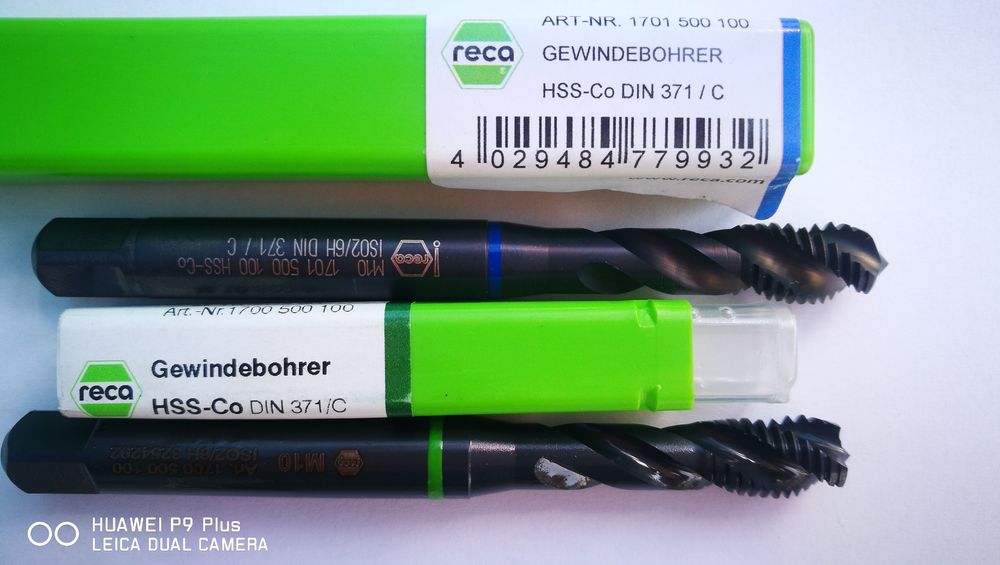 ART-NR. 1701 500 100
reca
GEWINDEBOHRER
HSS-Co DIN 371 / C
4 029484 779932
www.reca.com
M10 1701 500 100 HSS-Co
ISO2/6H DIN 371 / C
reca
Art.-Nr.1700 500 100
reca
Gewindebohrer
HSS-Co DIN 371/C
Art. 1700 500 100
ISO2/6H 8254292
M10
reca
HUAWEI P9 Plus
LEICA DUAL CAMERA